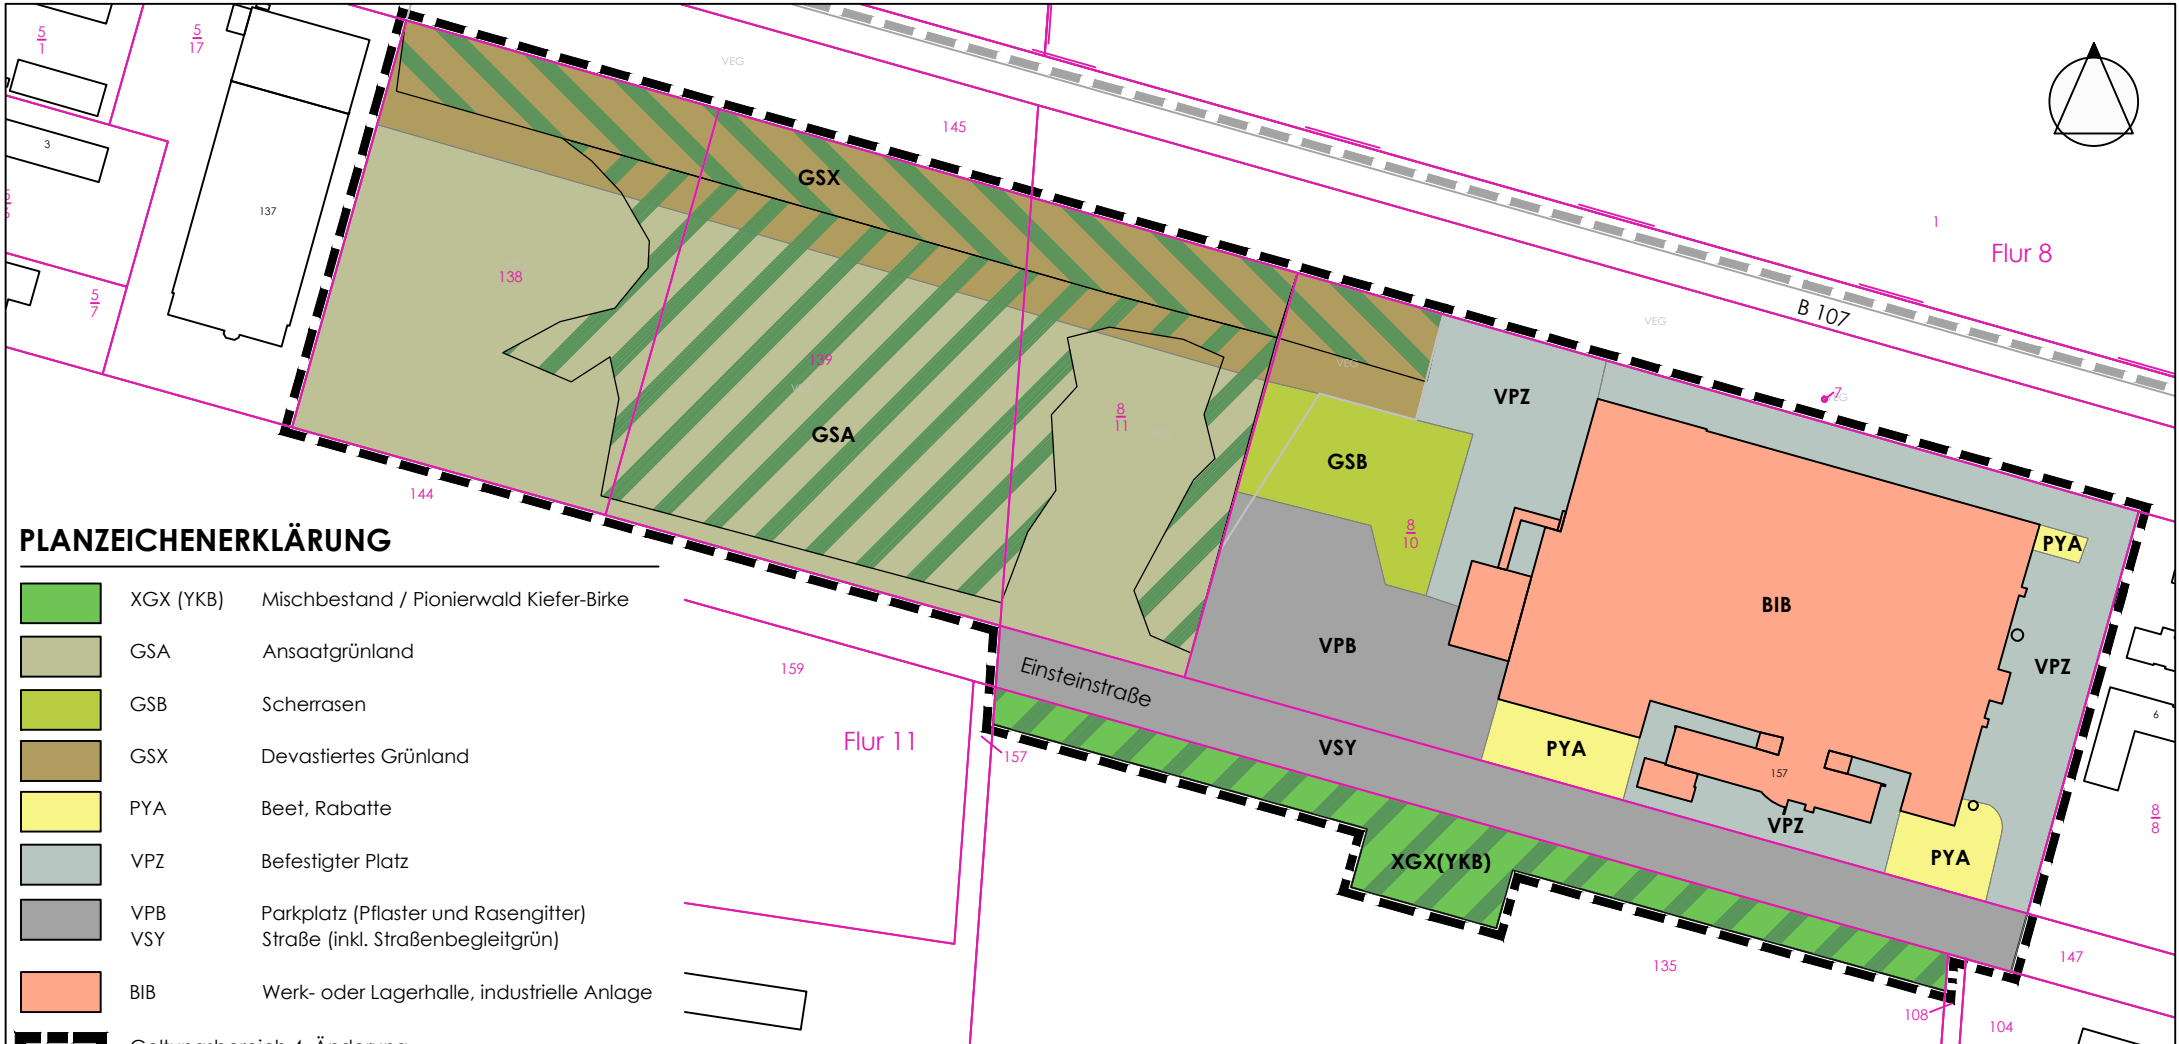 5
1
5
17
VEG
145
3
GSX
137
138
1
Flur 8
5
7
B 107
VEG
139
VEG
7
VPZ
8
11
GSA
GSB
144
8
10
PYA
BIB
VPB
VPZ
Einsteinstraße
159
6
Flur 11
VSY
157
PYA
157
VPZ
8
8
XGX(YKB)
PYA
135
147
108
104
PLANZEICHENERKLÄRUNG
XGX (YKB) Mischbestand / Pionierwald Kiefer-Birke
GSA Ansaatgrünland
GSB Scherrasen
GSX Devastiertes Grünland
PYA Beet, Rabatte
VPZ Befestigter Platz
VPB Parkplatz (Pflaster und Rasengitter)
VSY Straße (inkl. Straßenbegleitgrün)
BIB Werk- oder Lagerhalle, industrielle Anlage